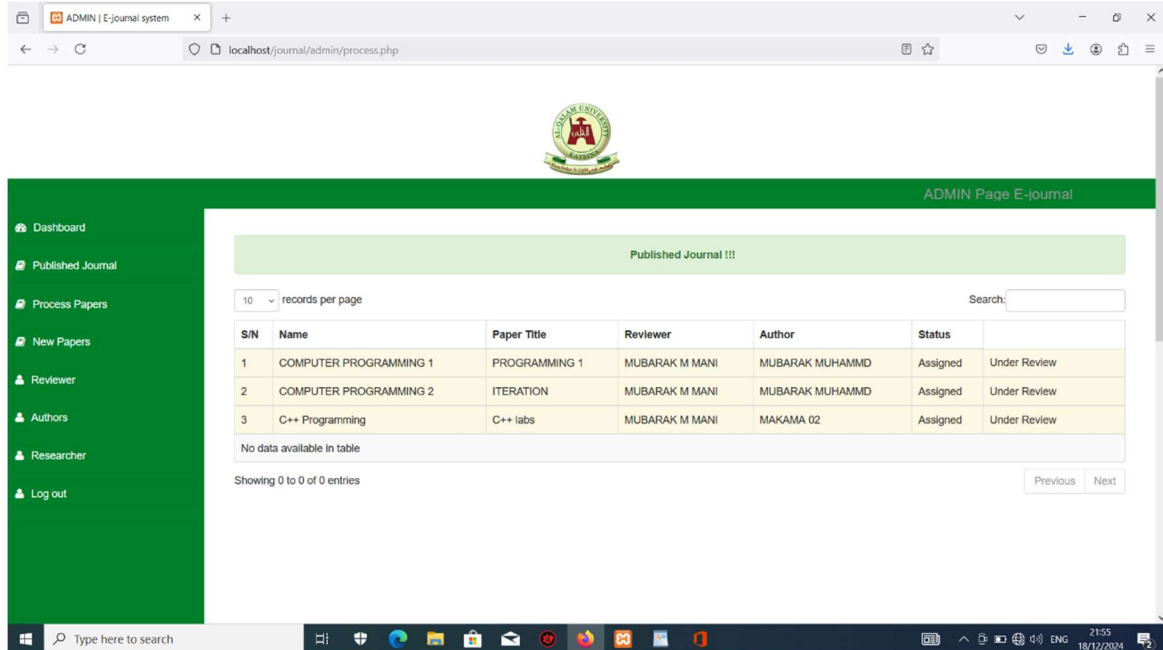 ADMIN | E-journal system
localhost/journal/admin/process.php
AL-QALAM UNIVERSITY
KATSINA
ADMIN Page E-journal
Dashboard
Published Journal
Process Papers
New Papers
Reviewer
Authors
Researcher
Log out
Published Journal !!!
10 records per page
Search:
S/N Name Paper Title Reviewer Author Status
1 COMPUTER PROGRAMMING 1 PROGRAMMING 1 MUBARAK M MANI MUBARAK MUHAMMD Assigned Under Review
2 COMPUTER PROGRAMMING 2 ITERATION MUBARAK M MANI MUBARAK MUHAMMD Assigned Under Review
3 C++ Programming C++ labs MUBARAK M MANI MAKAMA 02 Assigned Under Review
No data available in table
Showing 0 to 0 of 0 entries
Previous Next
Type here to search
ENG
21:55
18/12/2024
2